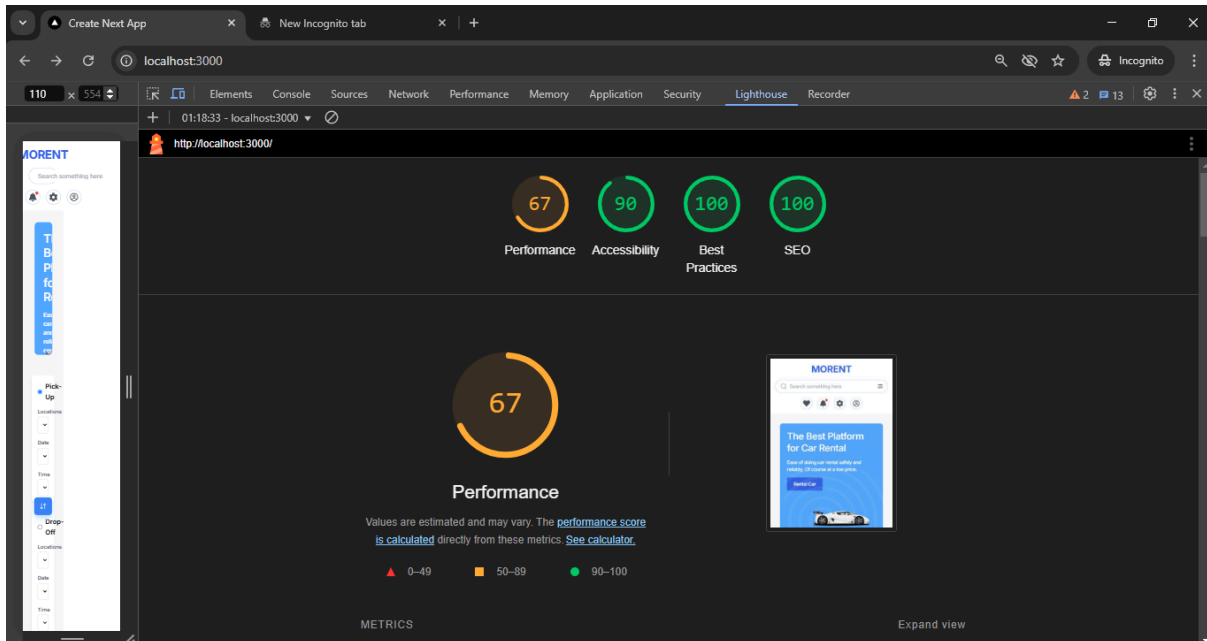 Create Next App
New Incognito tab
localhost:3000
Incognito
110 × 554
Elements Console Sources Network Performance Memory Application Security Lighthouse Recorder
2 13
01:18:33 - localhost:3000
http://localhost:3000/
MORENT
Search something here
Pick-
Up
Locations
Date
Time
Drop-
Off
Locations
Date
Time
67 90 100 100
Performance Accessibility Best
Practices SEO
67
Performance
Values are estimated and may vary. The performance score
is calculated directly from these metrics. See calculator.
0–49 50–89 90–100
MORENT
Search something here
The Best Platform
for Car Rental
Ease of doing car rental safely and
reliably. Of course at a low price.
Rental Car
METRICS
Expand view